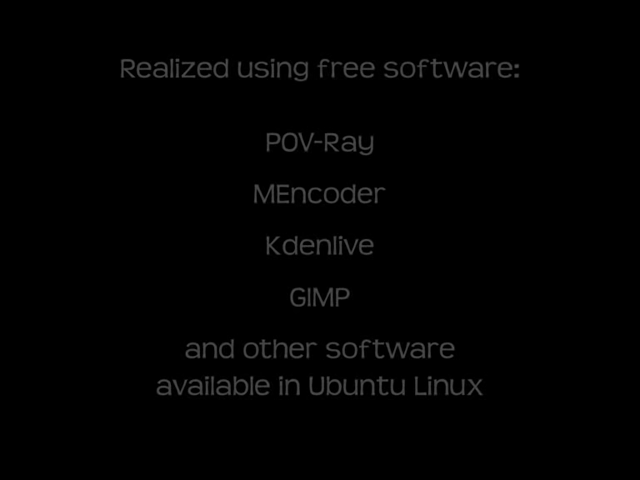 Realized using free software:
POV-Ray
MEncoder
Kdenlive
GIMP
and other software
available in Ubuntu Linux